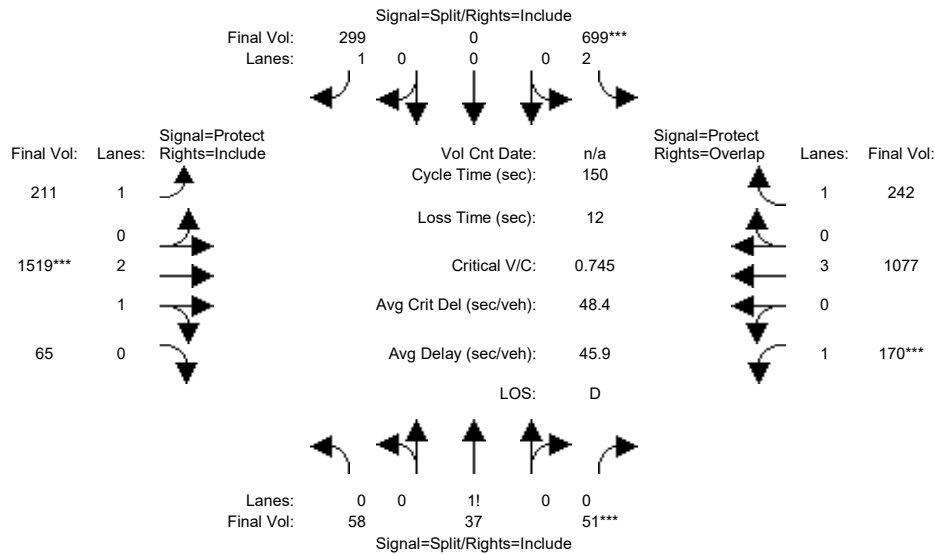 Signal=Split/Rights=Include
Final Vol: 299 0 699***
Lanes: 1 0 0 0 2
Signal=Protect Signal=Protect
Final Vol: Lanes: Rights=Include Vol Cnt Date: n/a Rights=Overlap Lanes: Final Vol:
Cycle Time (sec): 150
211 1 1 242
Loss Time (sec): 12
0 0
1519*** 2 Critical V/C: 0.745 3 1077
1 Avg Crit Del (sec/veh): 48.4 0
65 0 Avg Delay (sec/veh): 45.9 1 170***
LOS: D
Lanes: 0 0 1! 0 0
Final Vol: 58 37 51***
Signal=Split/Rights=Include